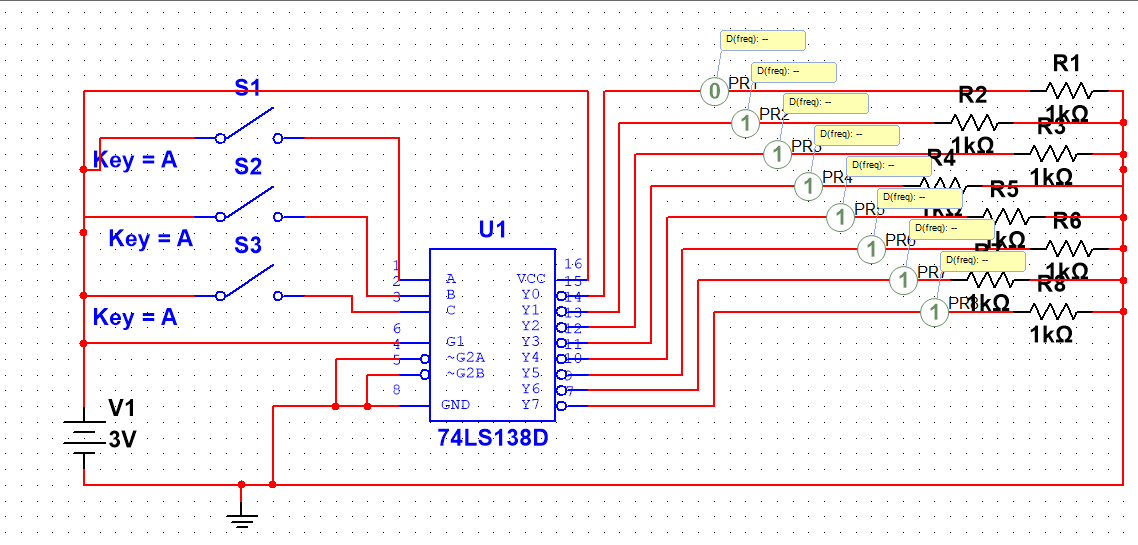 D(freq): --
R1
D(freq): --
S1
0
PR1
R2
D(freq): --
1kΩ
1
PR2
R3
D(freq): --
1kΩ
Key = A
S2
1
PR3
R4
D(freq): --
1kΩ
1
PR4
R5
D(freq): --
1kΩ
Key = A
S3
1
PR5
R6
D(freq): --
1kΩ
U1
1
PR6
D(freq): --
1kΩ
1
16
2
A
VCC
15
1
PR7
R8
3
B
Y0
14
1kΩ
Key = A
C
Y1
13
1
PR8
1kΩ
6
Y2
12
4
G1
Y3
11
5
~G2A
Y4
10
~G2B
Y5
9
8
Y6
7
GND
Y7
V1
3V
74LS138D